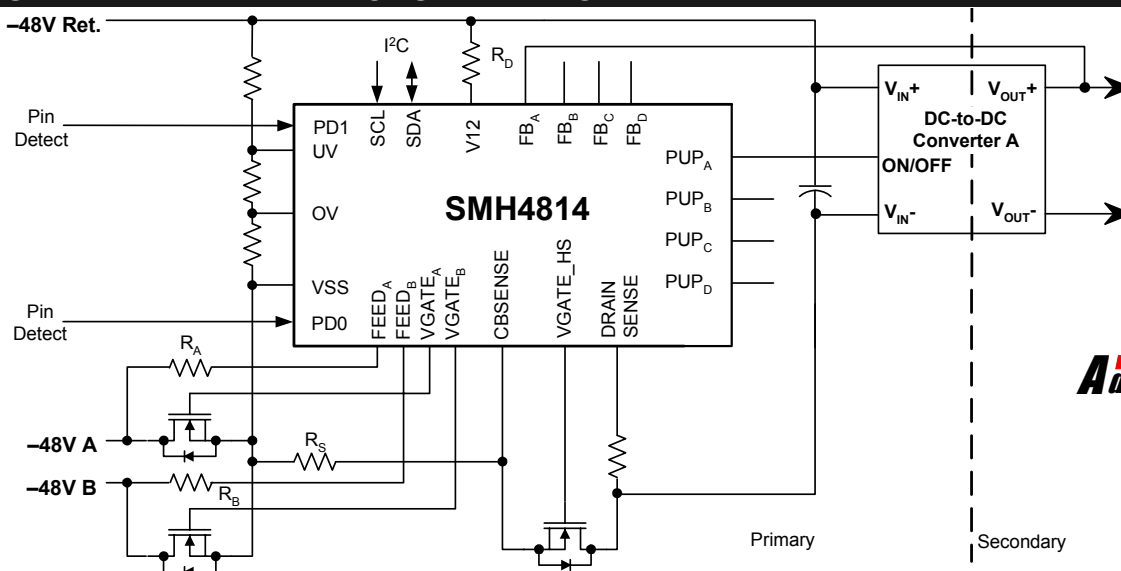 –48V Ret.
I²C
R_D
Pin
Detect
PD1
UV
SCL
SDA
V12
FB_A
FB_B
FB_C
FB_D
V_IN+
V_OUT+
DC-to-DC
Converter A
ON/OFF
V_IN-
V_OUT-
PUP_A
PUP_B
PUP_C
PUP_D
OV
SMH4814
VSS
Pin
Detect
PD0
FEED_A
FEED_B
VGATE_A
VGATE_B
CBSENSE
VGATE_HS
DRAIN
SENSE
R_A
–48V A
R_S
–48V B
R_B
Primary
Secondary